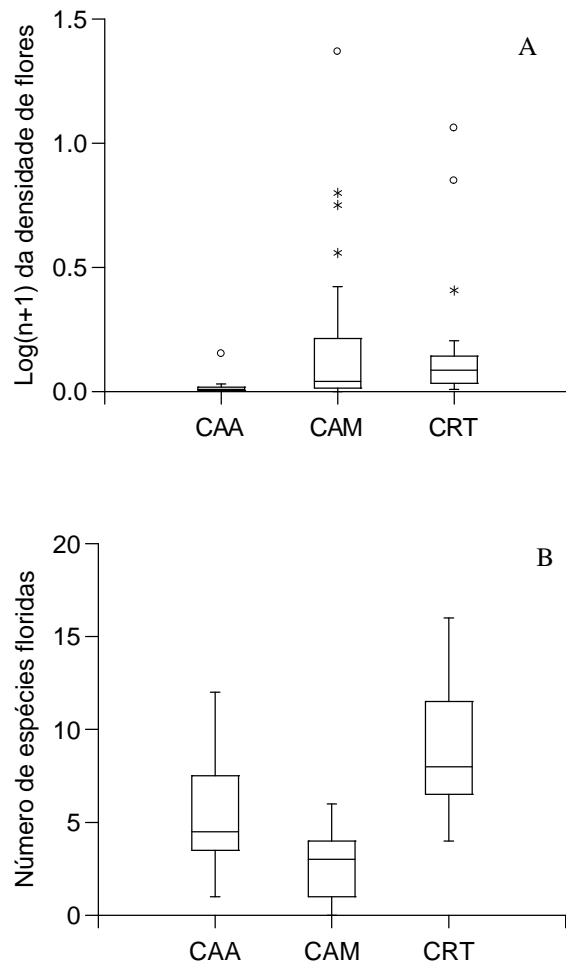 A
Log(n+1) da densidade de flores
1.5
1.0
0.5
0.0
CAA CAM CRT
B
Número de espécies floridas
20
15
10
5
0
CAA CAM CRT